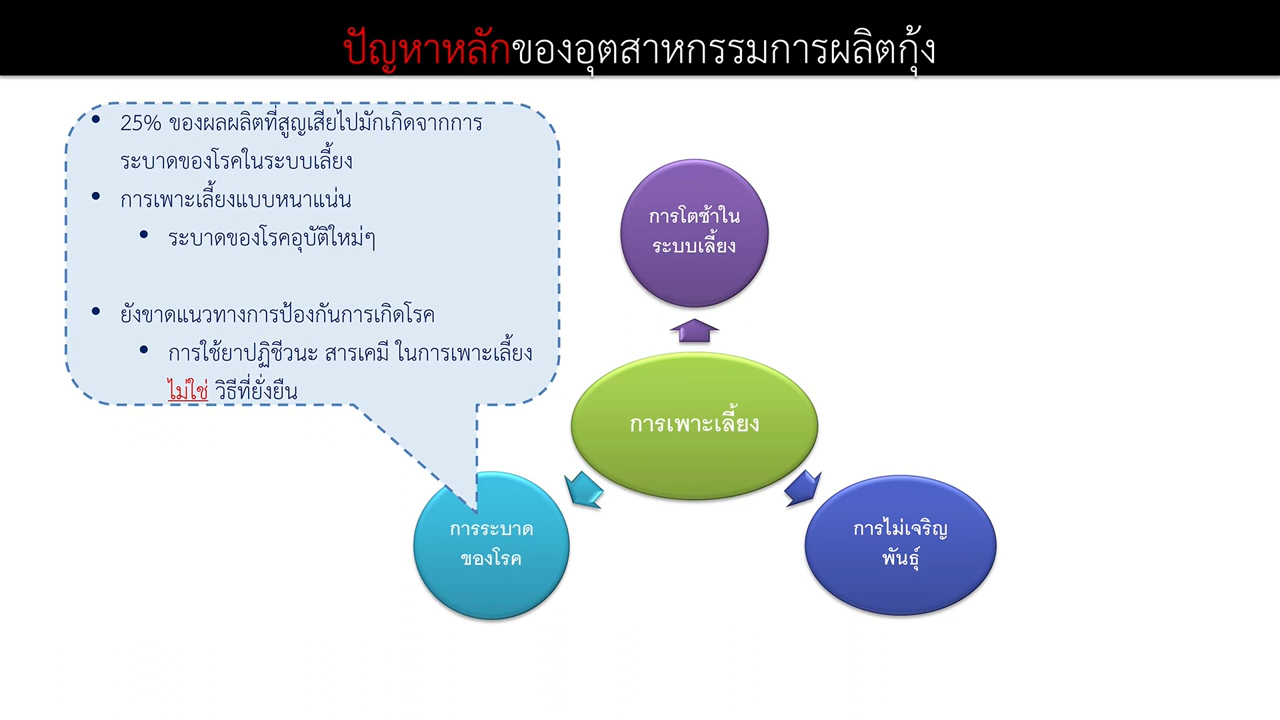 ปัญหาหลักของอุตสาหกรรมการผลิตกุ้ง
• 25% ของผลผลิตที่สูญเสียไปมักเกิดจากการ
ระบาดของโรคในระบบเลี้ยง
• การเพาะเลี้ยงแบบหนาแน่น
• ระบาดของโรคอุบัติใหม่ๆ
• ยังขาดแนวทางการป้องกันการเกิดโรค
• การใช้ยาปฏิชีวนะ สารเคมี ในการเพาะเลี้ยง
ไม่ใช่ วิธีที่ยั่งยืน
การโตช้าใน
ระบบเลี้ยง
การเพาะเลี้ยง
การระบาด
ของโรค
การไม่เจริญ
พันธุ์